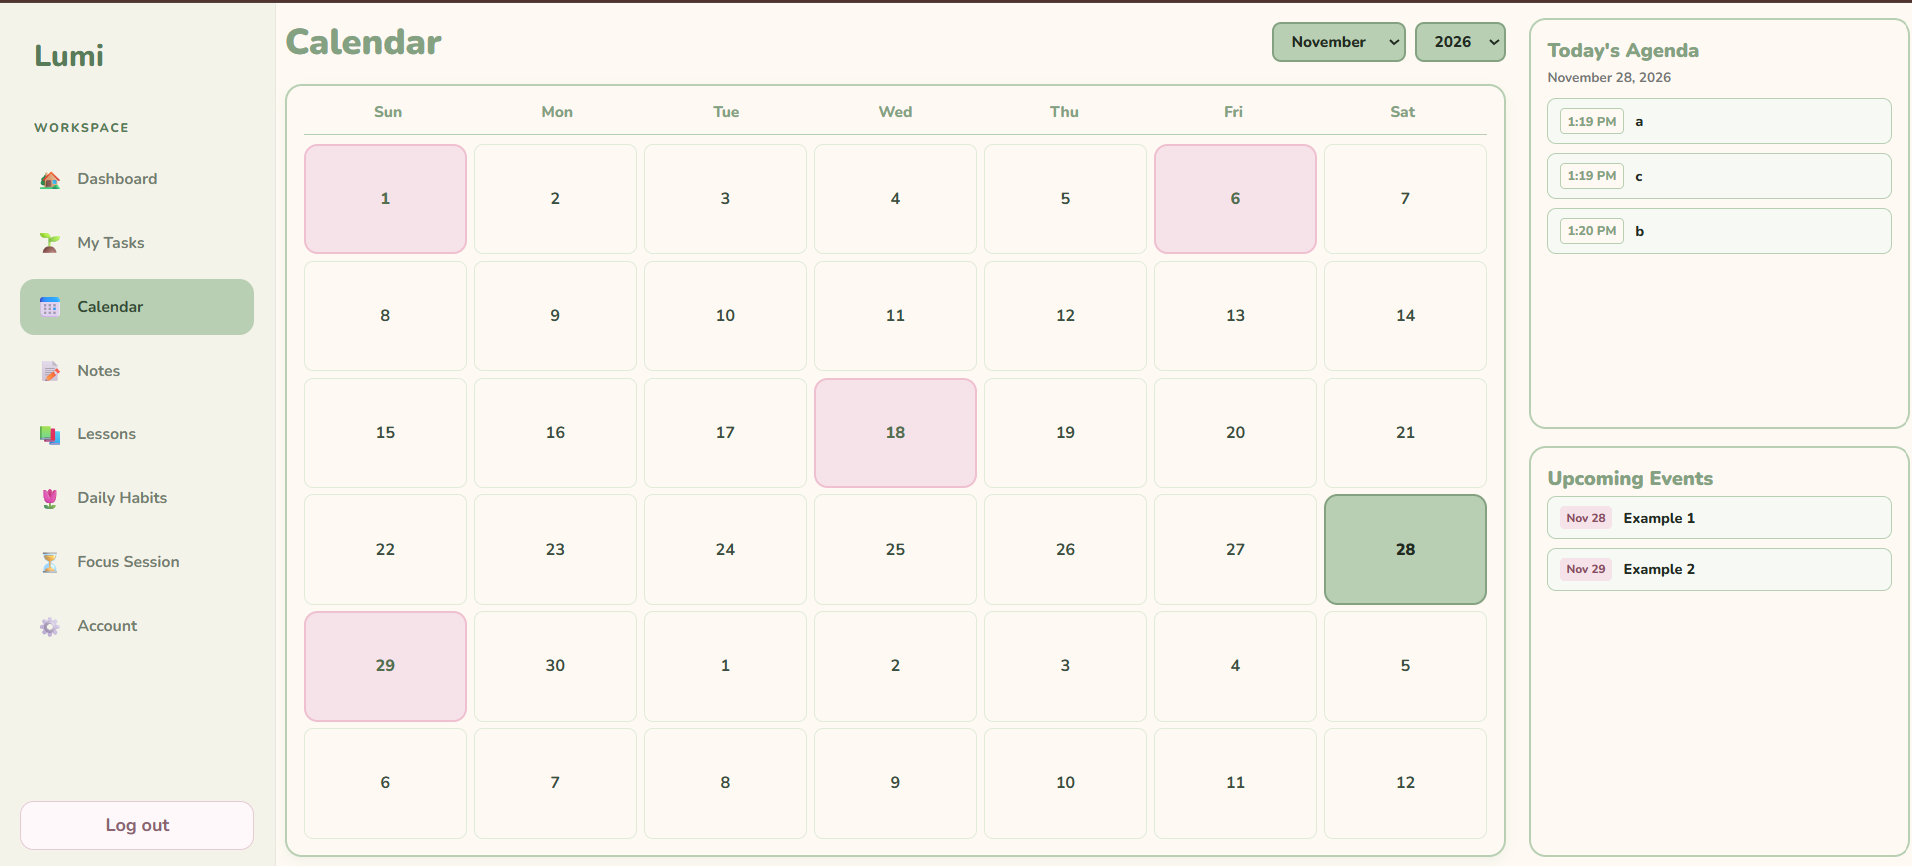 Lumi
WORKSPACE
Dashboard
My Tasks
Calendar
Notes
Lessons
Daily Habits
Focus Session
Account
Log out
Calendar
November 2026
Sun Mon Tue Wed Thu Fri Sat
1 2 3 4 5 6 7
8 9 10 11 12 13 14
15 16 17 18 19 20 21
22 23 24 25 26 27 28
29 30 1 2 3 4 5
6 7 8 9 10 11 12
Today's Agenda
November 28, 2026
1:19 PM a
1:19 PM c
1:20 PM b
Upcoming Events
Nov 28 Example 1
Nov 29 Example 2